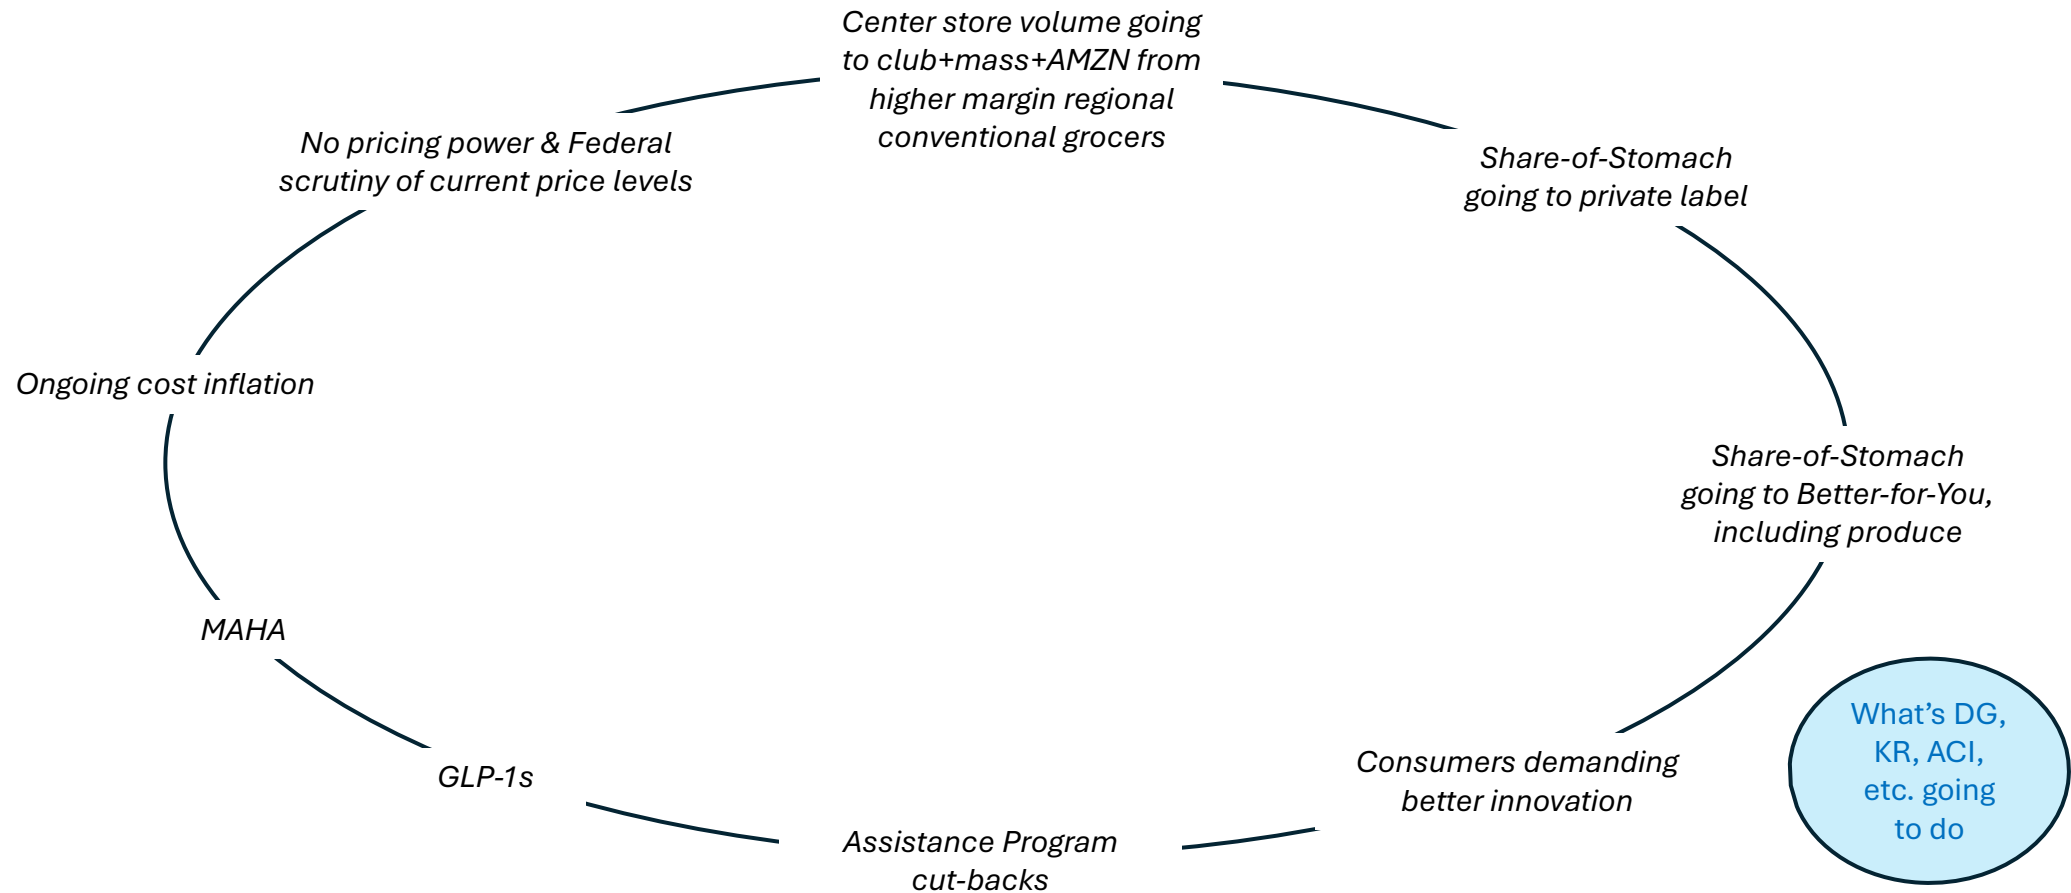 Center store volume going
to club+mass+AMZN from
higher margin regional
conventional grocers
No pricing power & Federal
scrutiny of current price levels
Share-of-Stomach
going to private label
Ongoing cost inflation
Share-of-Stomach
going to Better-for-You,
including produce
MAHA
What’s DG,
KR, ACI,
etc. going
to do
GLP-1s
Consumers demanding
better innovation
Assistance Program
cut-backs